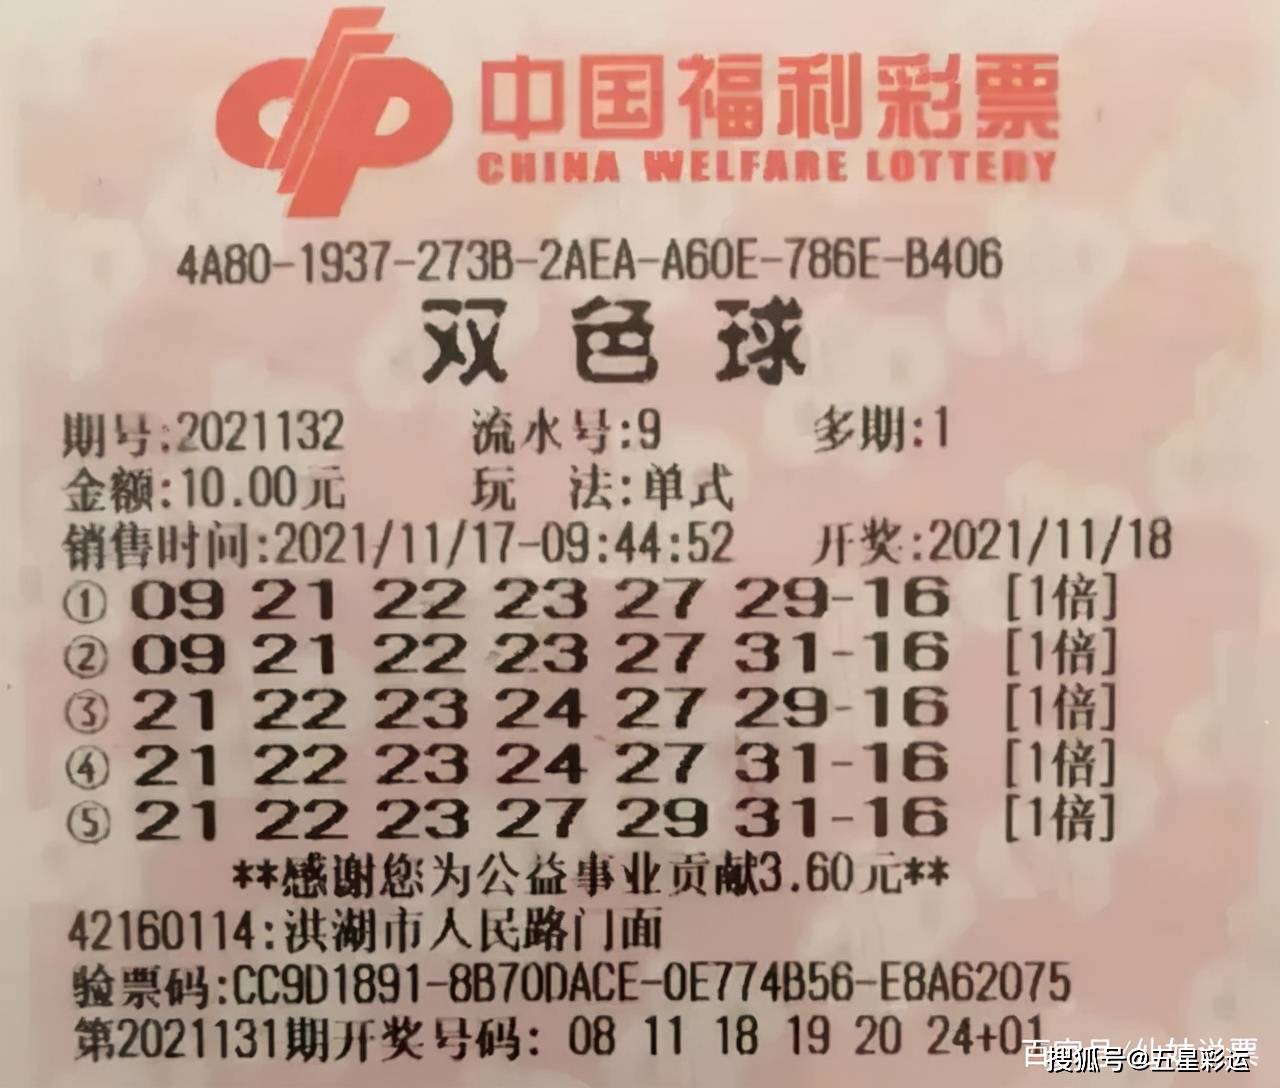 中国福利彩票
CHINA WELFARE LOTTERY
4A80-1937-273B-2AEA-A60E-786E-B406
双色球
期号:2021132 流水号:9 多期:1
金额:10.00元 玩 法:单式
销售时间:2021/11/17-09:44:52 开奖:2021/11/18
① 09 21 22 23 27 29-16 [1倍]
② 09 21 22 23 27 31-16 [1倍]
③ 21 22 23 24 27 29-16 [1倍]
④ 21 22 23 24 27 31-16 [1倍]
⑤ 21 22 23 27 29 31-16 [1倍]
**感谢您为公益事业贡献3.60元**
42160114:洪湖市人民路门面
验票码:CC9D1891-8B70DACE-0E774B56-E8A62075
第2021131期开奖号码: 08 11 18 19 20 24+01
搜狐号@五星彩运